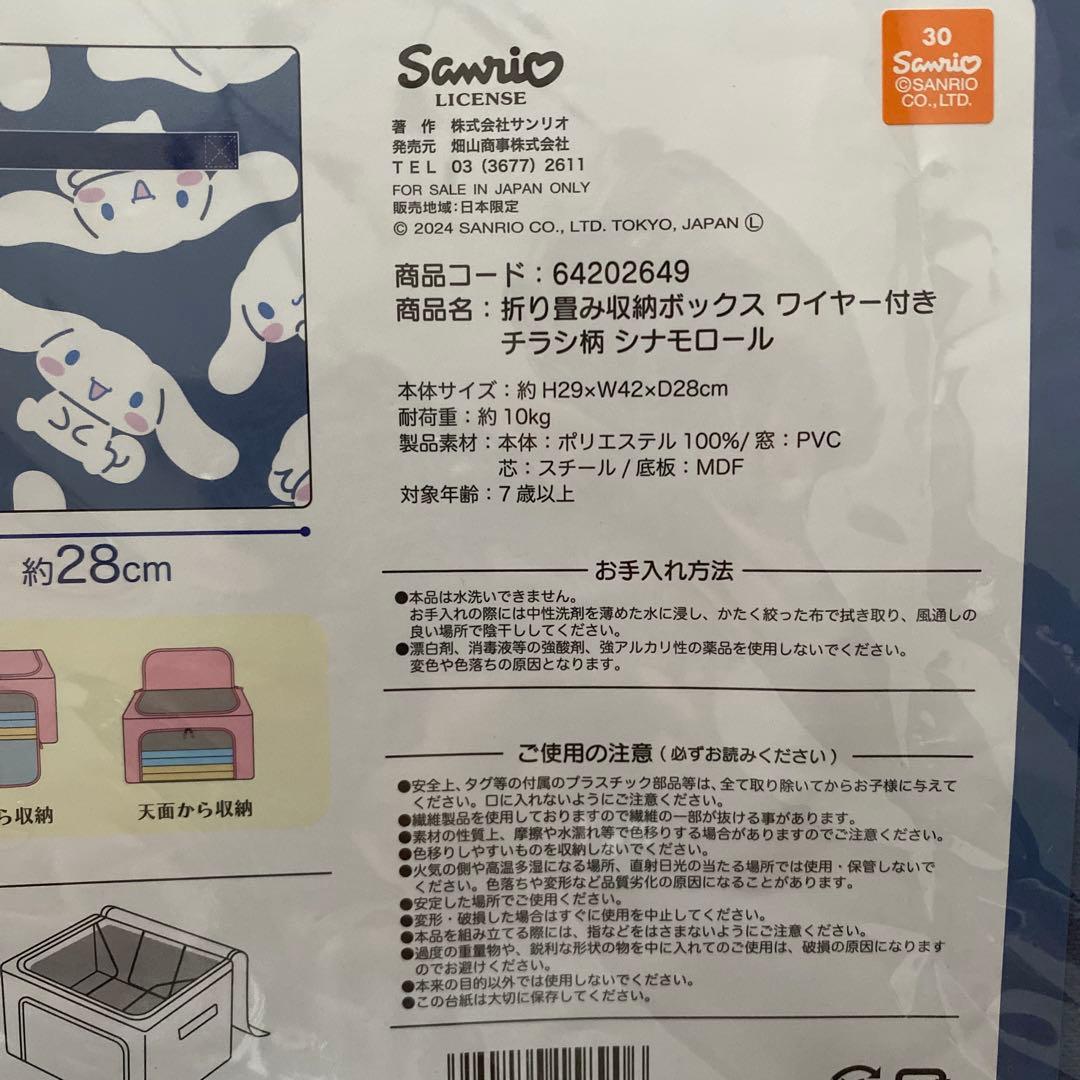 Sanrio
LICENSE
30
Sanrio
©SANRIO
CO.,LTD.
著 作 株式会社サンリオ
発売元 畑山商事株式会社
TEL 03(3677)2611
FOR SALE IN JAPAN ONLY
販売地域:日本限定
© 2024 SANRIO CO., LTD. TOKYO, JAPAN Ⓛ
商品コード:64202649
商品名:折り畳み収納ボックス ワイヤー付き
チラシ柄 シナモロール
本体サイズ:約 H29×W42×D28cm
耐荷重:約10kg
製品素材:本体:ポリエステル 100%/ 窓:PVC
芯:スチール / 底板:MDF
対象年齢:7 歳以上
約28cm
ら収納
天面から収納
お手入れ方法
●本品は水洗いできません。
お手入れの際には中性洗剤を薄めた水に浸し、かたく絞った布で拭き取り、風通しの
良い場所で陰干ししてください。
●漂白剤、消毒液等の強酸剤、強アルカリ性の薬品を使用しないでください。
変色や色落ちの原因となります。
ご使用の注意(必ずお読みください)
●安全上、タグ等の付属のプラスチック部品等は、全て取り除いてからお子様に与えて
ください。口に入れないようにご注意ください。
●繊維製品を使用しておりますので繊維の一部が抜ける事があります。
●素材の性質上、摩擦や水濡れ等で色移りする場合がありますのでご注意ください。
●色移りしやすいものを収納しないでください。
●火気の側や高温多湿になる場所、直射日光の当たる場所では使用・保管しないで
ください。色落ちや変形など品質劣化の原因になることがあります。
●安定した場所でご使用ください。
●変形・破損した場合はすぐに使用を中止してください。
●本品を組み立てる際には、指などをはさまないようにご注意ください。
●過度の重量物や、鋭利な形状の物を中に入れてのご使用は、破損の原因になります
のでお避けください。
●本来の目的以外では使用しないでください。
●この台紙は大切に保存してください。